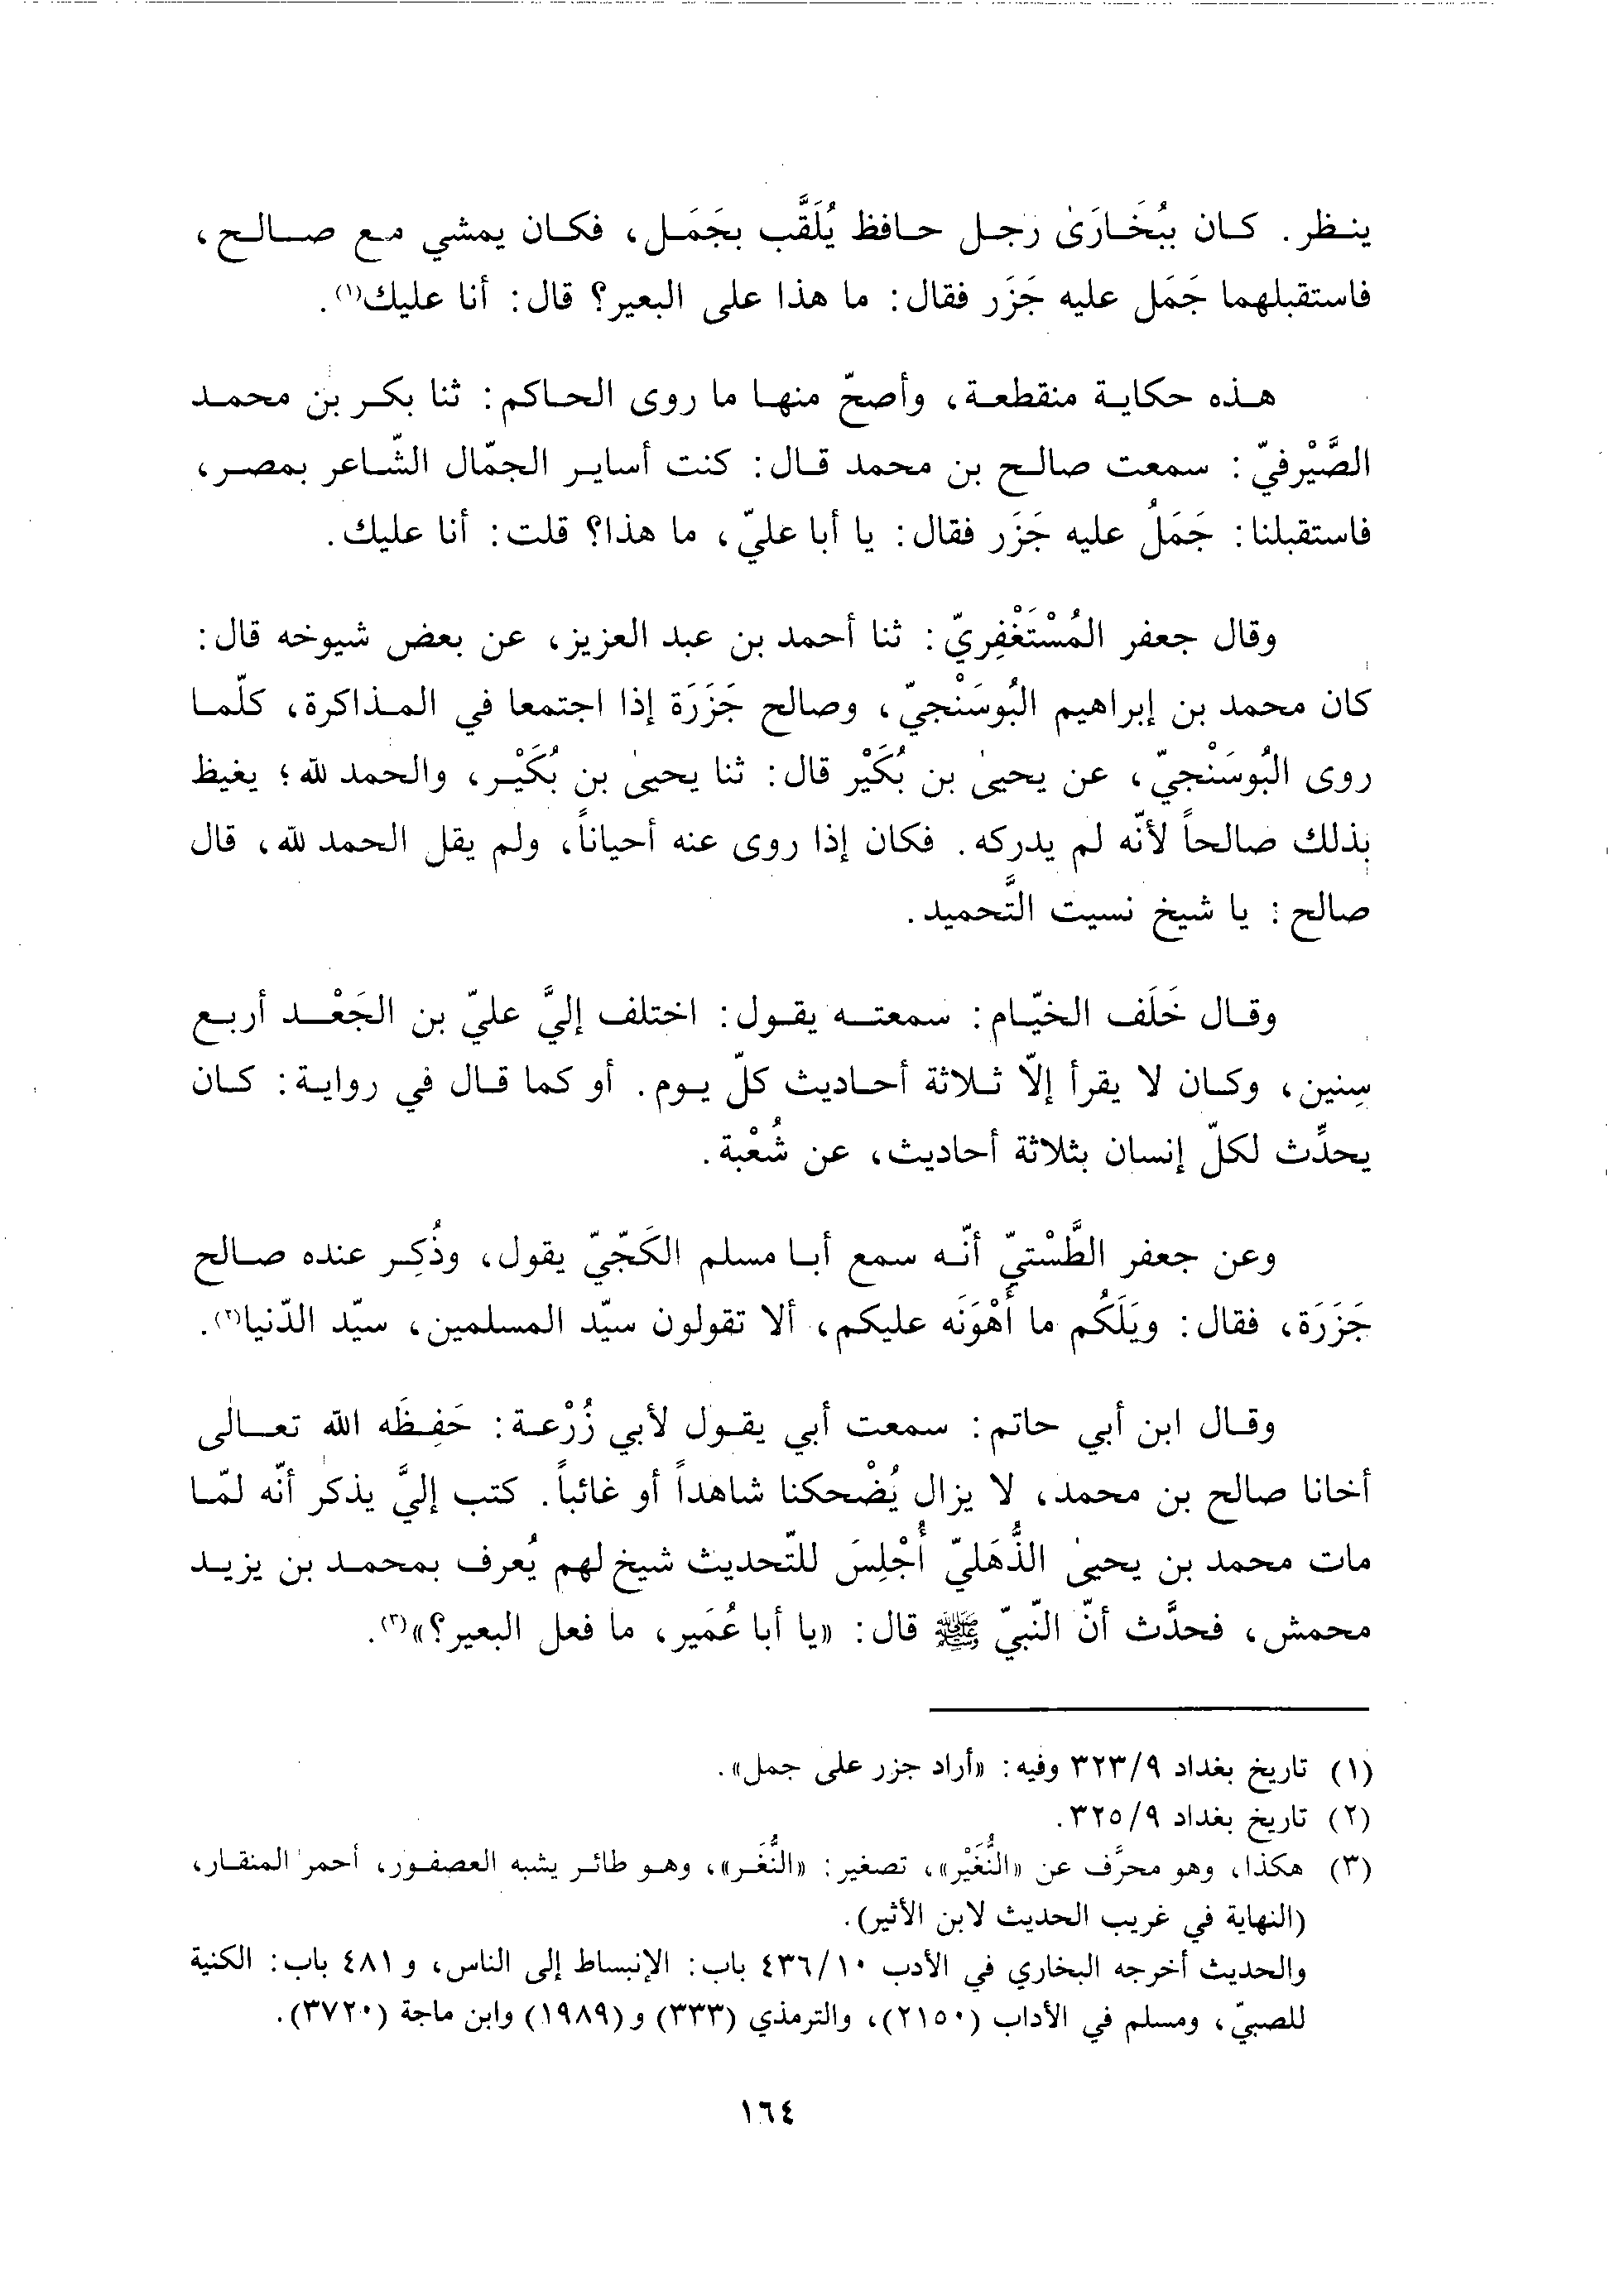 ينظر. كان ببُخَارَىٰ رجل حافظ يُلَقَّب بجَمَل، فكان يمشي مع صالح،
فاستقبلهما جَمَل عليه جَزَر فقال: ما هذا على البعير؟ قال: أنا عليك(١).
هذه حكاية منقطعة، وأصحّ منها ما روى الحاكم: ثنا بكر بن محمد
الصَّيْرفيّ: سمعت صالح بن محمد قال: كنت أساير الجمّال الشّاعر بمصر،
فاستقبلنا: جَمَلُ عليه جَزَر فقال: يا أبا عليّ، ما هذا؟ قلت: أنا عليك.
وقال جعفر المُسْتَغْفِريّ: ثنا أحمد بن عبد العزيز، عن بعض شيوخه قال:
كان محمد بن إبراهيم البُوسَنْجيّ، وصالح جَزَرَة إذا اجتمعا في المذاكرة، كلّما
روى البُوسَنْجيّ، عن يحيىٰ بن بُكَيْر قال: ثنا يحيىٰ بن بُكَيْر، والحمد لله؛ يغيظ
بذلك صالحاً لأنّه لم يدركه. فكان إذا روى عنه أحياناً، ولم يقل الحمد لله، قال
صالح: يا شيخ نسيت التَّحميد.
وقال خَلَف الخيّام: سمعته يقول: اختلف إليَّ عليّ بن الجَعْد أربع
سِنين، وكان لا يقرأ إلّا ثلاثة أحاديث كلّ يوم. أو كما قال في رواية: كان
يحدِّث لكلّ إنسان بثلاثة أحاديث، عن شُعْبة.
وعن جعفر الطَّسْتيّ أنّه سمع أبا مسلم الكَجّيّ يقول، وذُكِر عنده صالح
جَزَرَة، فقال: ويَلَكُم ما أَهْوَنَه عليكم، ألا تقولون سيّد المسلمين، سيّد الدّنيا(٢).
وقال ابن أبي حاتم: سمعت أبي يقول لأبي زُرْعة: حَفِظَه الله تعالى
أخانا صالح بن محمد، لا يزال يُضْحكنا شاهداً أو غائباً. كتب إليَّ يذكر أنّه لمّا
مات محمد بن يحيىٰ الذُّهَليّ أُجْلِسَ للتّحديث شيخ لهم يُعرف بمحمد بن يزيد
محمش، فحدَّث أنّ النّبيّ ﷺ قال: «يا أبا عُمَير، ما فعل البعير؟»(٣).
(١) تاريخ بغداد ٣٢٣/٩ وفيه: «أراد جزر على جمل».
(٢) تاريخ بغداد ٣٢٥/٩.
(٣) هكذا، وهو محرَّف عن «النُّغَيْر»، تصغير: «النُّغَر»، وهو طائر يشبه العصفور، أحمر المنقار،
(النهاية في غريب الحديث لابن الأثير).
والحديث أخرجه البخاري في الأدب ٤٣٦/١٠ باب: الإنبساط إلى الناس، و٤٨١ باب: الكنية
للصبيّ، ومسلم في الأداب (٢١٥٠)، والترمذي (٣٣٣) و(١٩٨٩) وابن ماجة (٣٧٢٠).
١٦٤